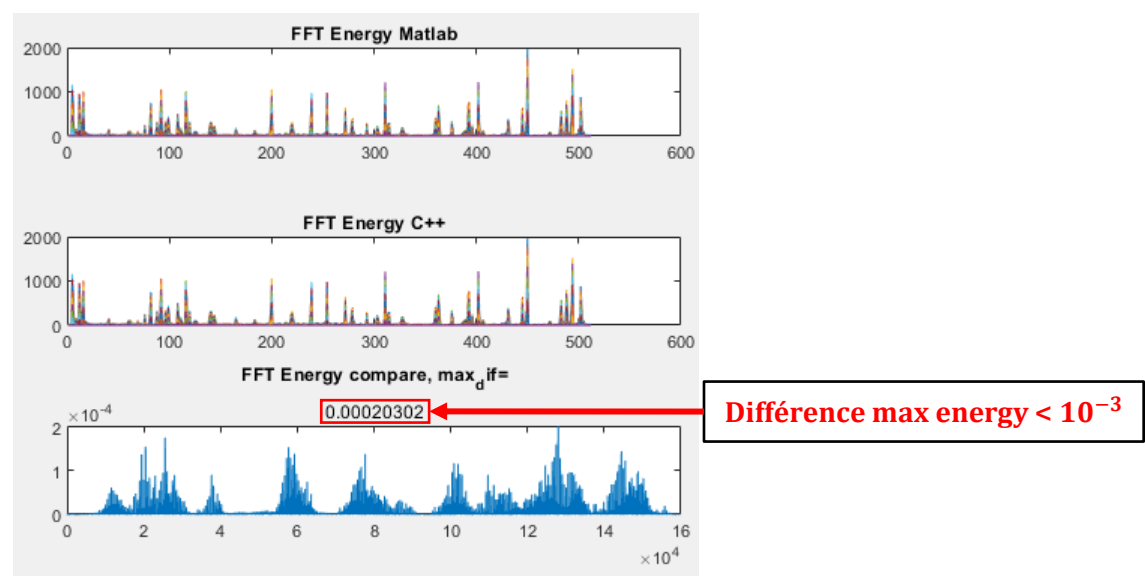 FFT Energy Matlab
2000
1000
0
0 100 200 300 400 500 600
FFT Energy C++
2000
1000
0
0 100 200 300 400 500 600
FFT Energy compare, max_dif=
0.00020302
×10^-4
2
1
0
0 2 4 6 8 10 12 14 16
×10^4
Différence max energy < 10^−3